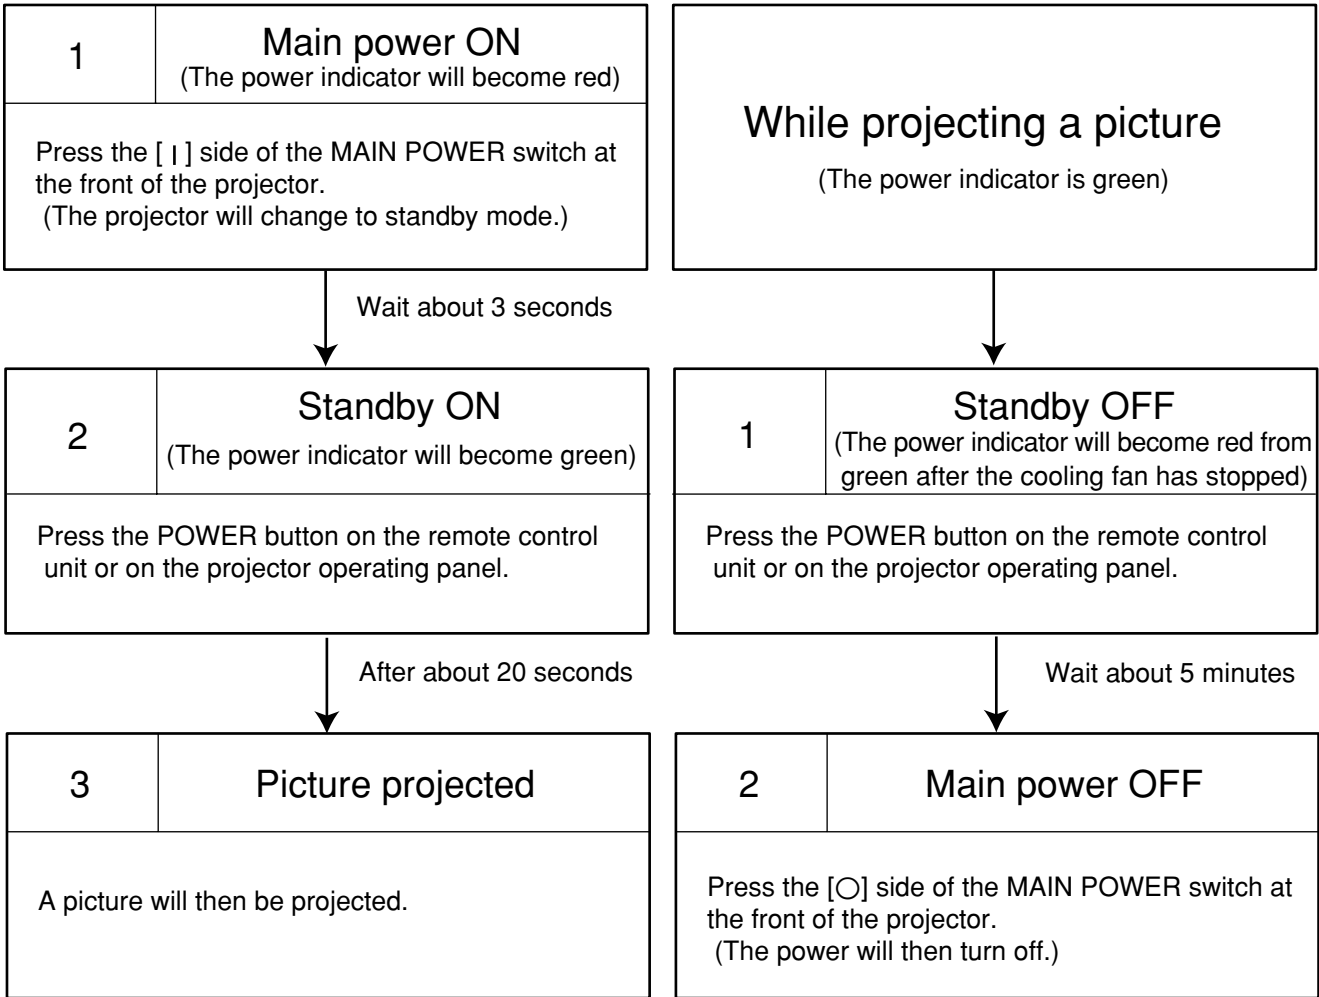 1
Main power ON
(The power indicator will become red)
Press the [ | ] side of the MAIN POWER switch at
the front of the projector.
(The projector will change to standby mode.)
Wait about 3 seconds
2
Standby ON
(The power indicator will become green)
Press the POWER button on the remote control
unit or on the projector operating panel.
After about 20 seconds
3
Picture projected
A picture will then be projected.
While projecting a picture
(The power indicator is green)
1
Standby OFF
(The power indicator will become red from
green after the cooling fan has stopped)
Press the POWER button on the remote control
unit or on the projector operating panel.
Wait about 5 minutes
2
Main power OFF
Press the [○] side of the MAIN POWER switch at
the front of the projector.
(The power will then turn off.)